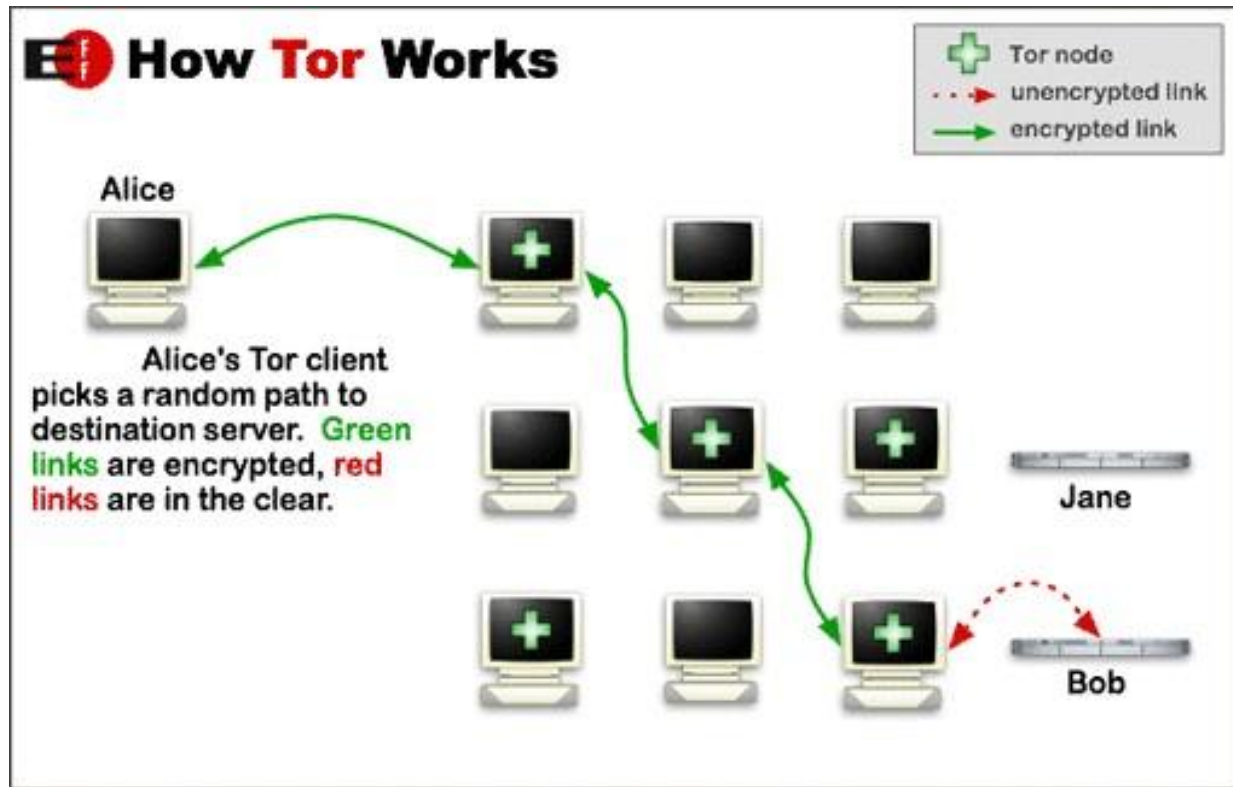 EFF How Tor Works
Tor node
unencrypted link
encrypted link
Alice
Alice's Tor client
picks a random path to
destination server. Green
links are encrypted, red
links are in the clear.
Jane
Bob